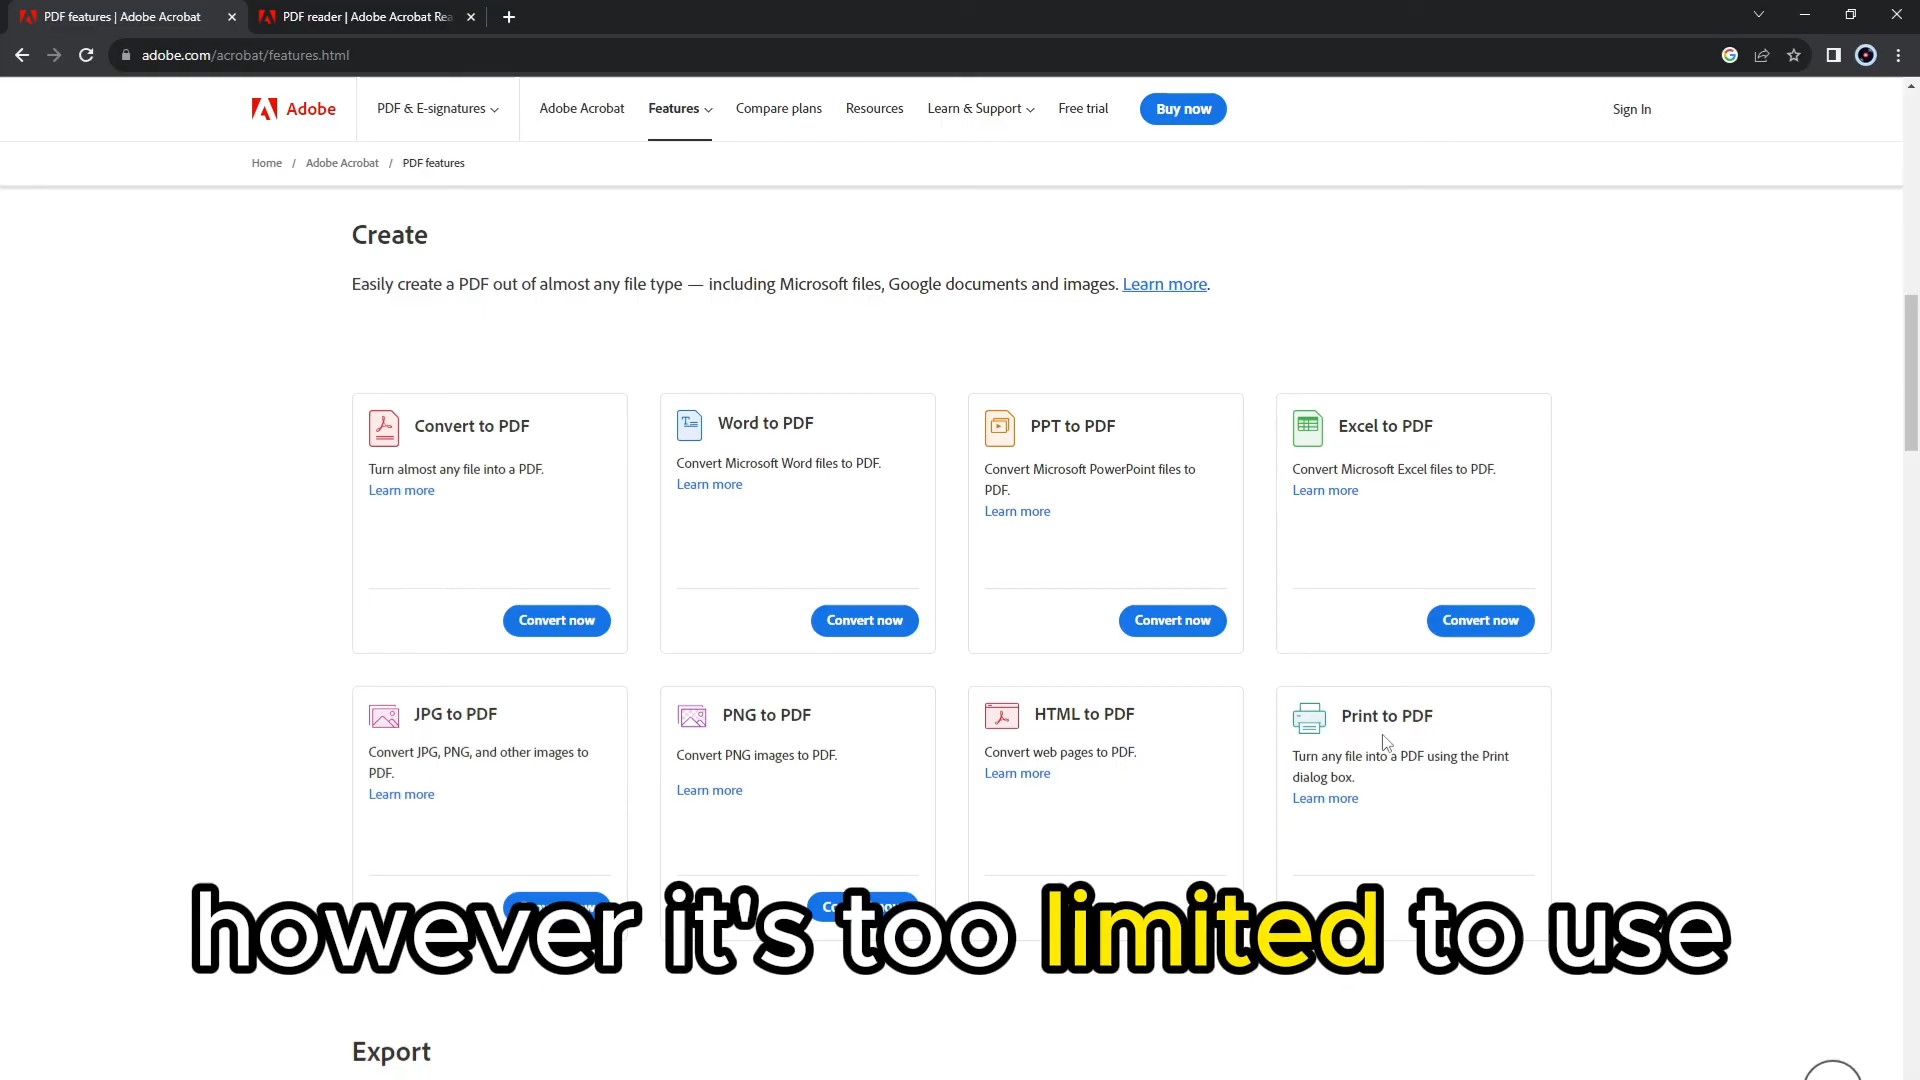 PDF features | Adobe Acrobat
PDF reader | Adobe Acrobat Rea
adobe.com/acrobat/features.html
Adobe
PDF & E-signatures
Adobe Acrobat
Features
Compare plans
Resources
Learn & Support
Free trial
Buy now
Sign In
Home / Adobe Acrobat / PDF features
Create
Easily create a PDF out of almost any file type — including Microsoft files, Google documents and images. Learn more.
Convert to PDF
Turn almost any file into a PDF.
Learn more
Convert now
Word to PDF
Convert Microsoft Word files to PDF.
Learn more
Convert now
PPT to PDF
Convert Microsoft PowerPoint files to
PDF.
Learn more
Convert now
Excel to PDF
Convert Microsoft Excel files to PDF.
Learn more
Convert now
JPG to PDF
Convert JPG, PNG, and other images to
PDF.
Learn more
PNG to PDF
Convert PNG images to PDF.
Learn more
HTML to PDF
Convert web pages to PDF.
Learn more
Print to PDF
Turn any file into a PDF using the Print
dialog box.
Learn more
however it's too limited to use
Export